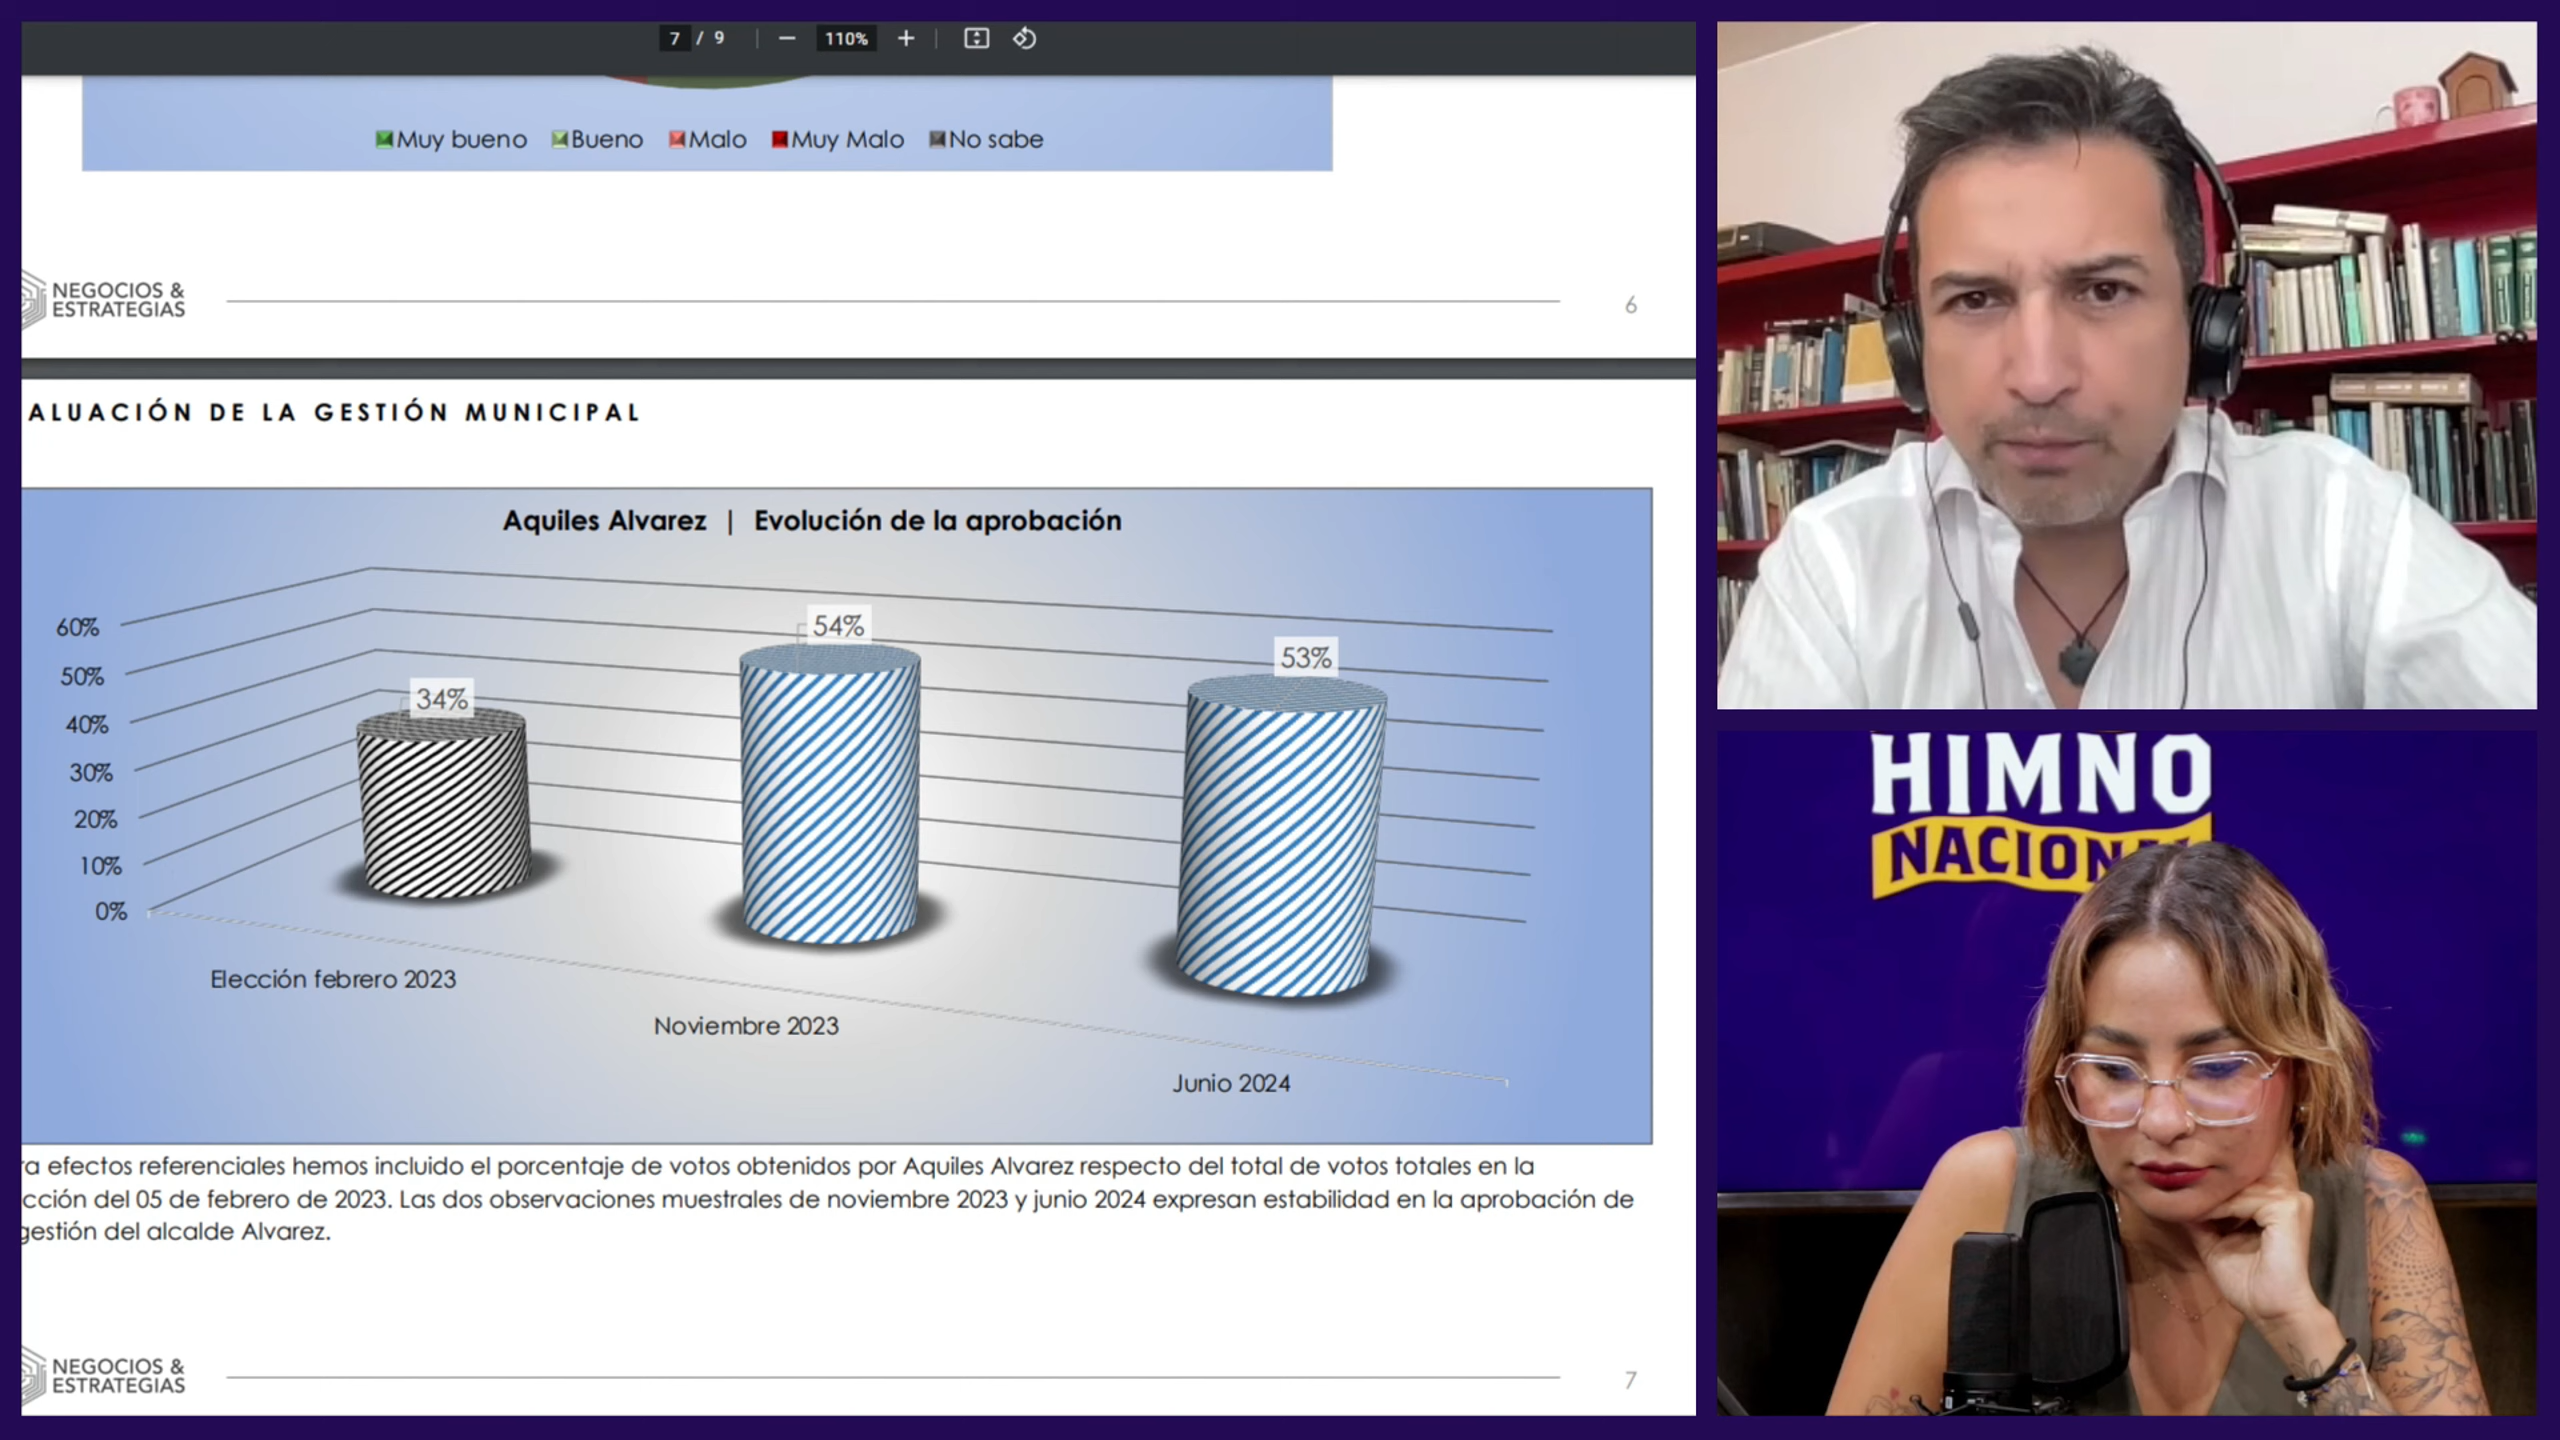 7 / 9
110%
Muy bueno Bueno Malo Muy Malo No sabe
NEGOCIOS &
ESTRATEGIAS
6
ALUACIÓN DE LA GESTIÓN MUNICIPAL
Aquiles Alvarez | Evolución de la aprobación
60%
50%
40%
30%
20%
10%
0%
34%
54%
53%
Elección febrero 2023
Noviembre 2023
Junio 2024
ra efectos referenciales hemos incluido el porcentaje de votos obtenidos por Aquiles Alvarez respecto del total de votos totales en la
cción del 05 de febrero de 2023. Las dos observaciones muestrales de noviembre 2023 y junio 2024 expresan estabilidad en la aprobación de
gestión del alcalde Alvarez.
NEGOCIOS &
ESTRATEGIAS
7
HIMNO
NACIONA